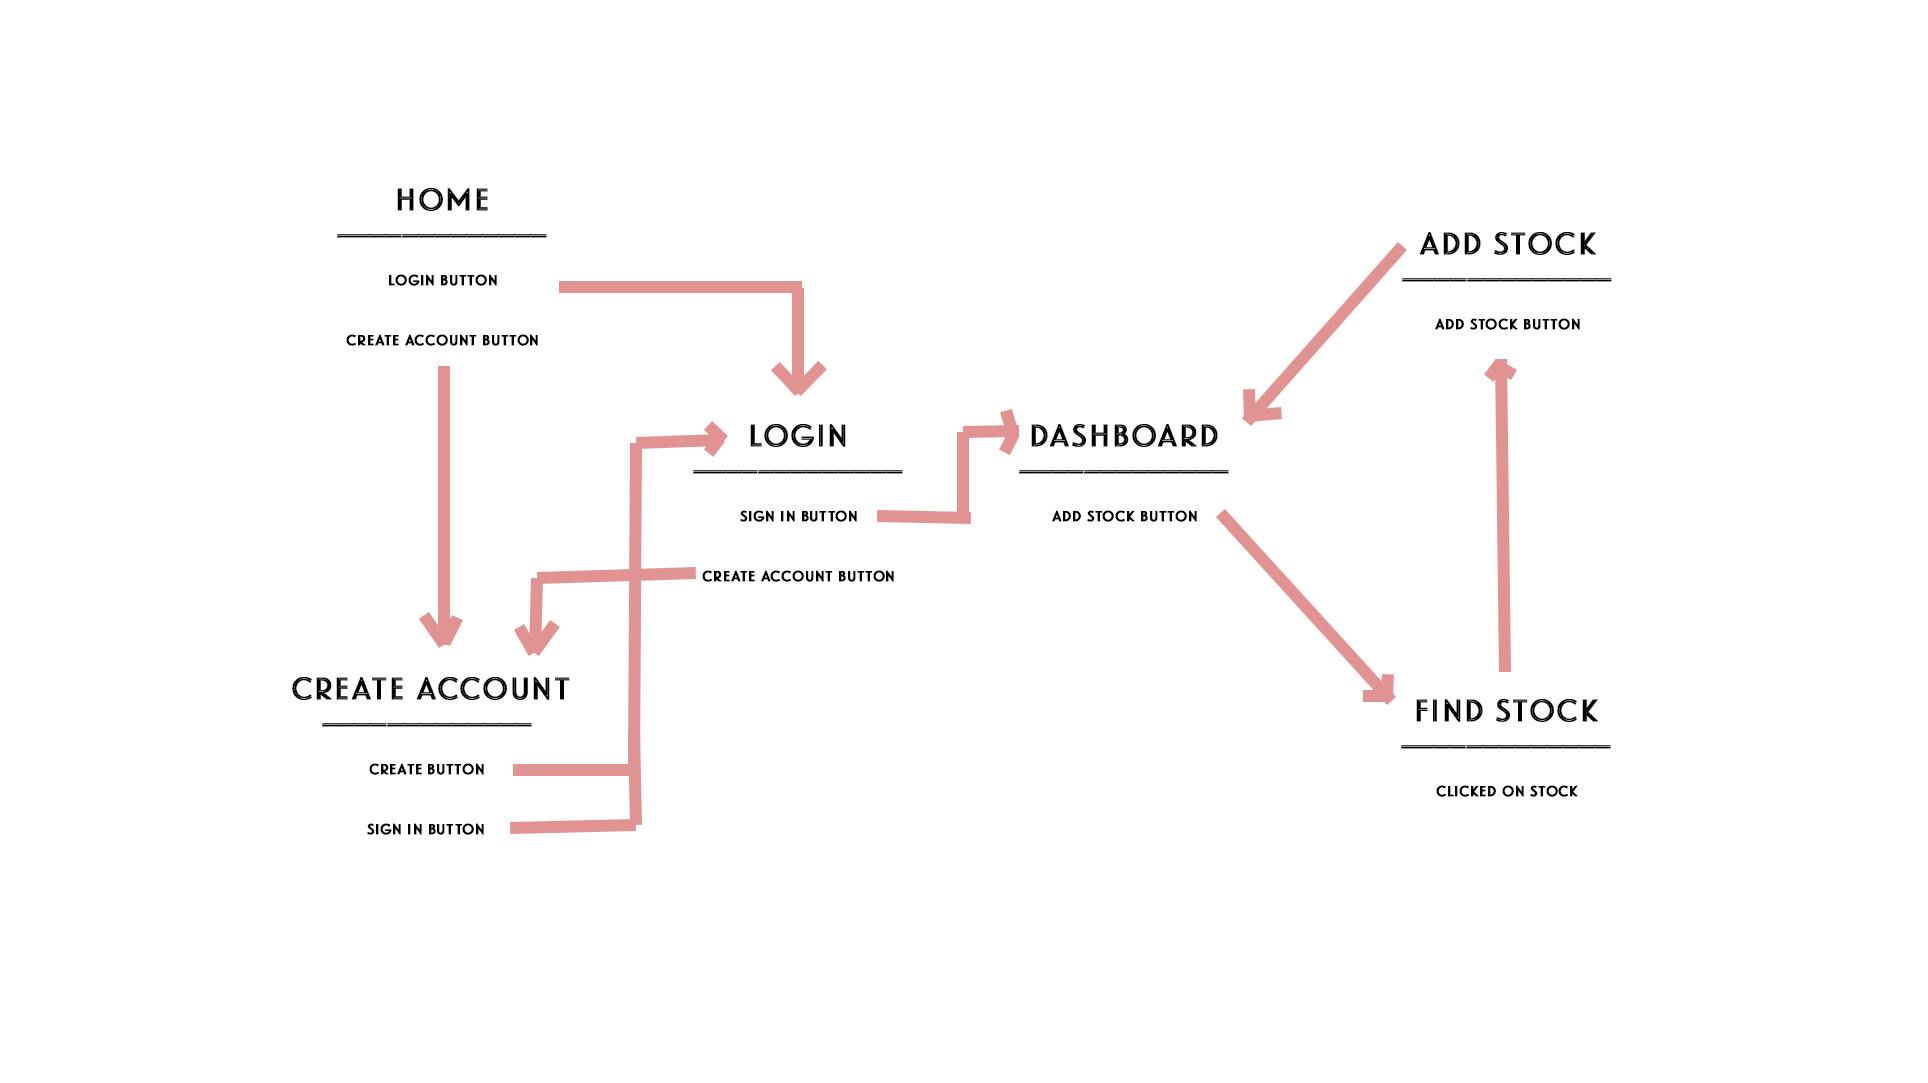 HOME
LOGIN BUTTON
CREATE ACCOUNT BUTTON
LOGIN
SIGN IN BUTTON
CREATE ACCOUNT BUTTON
CREATE ACCOUNT
CREATE BUTTON
SIGN IN BUTTON
DASHBOARD
ADD STOCK BUTTON
ADD STOCK
ADD STOCK BUTTON
FIND STOCK
CLICKED ON STOCK